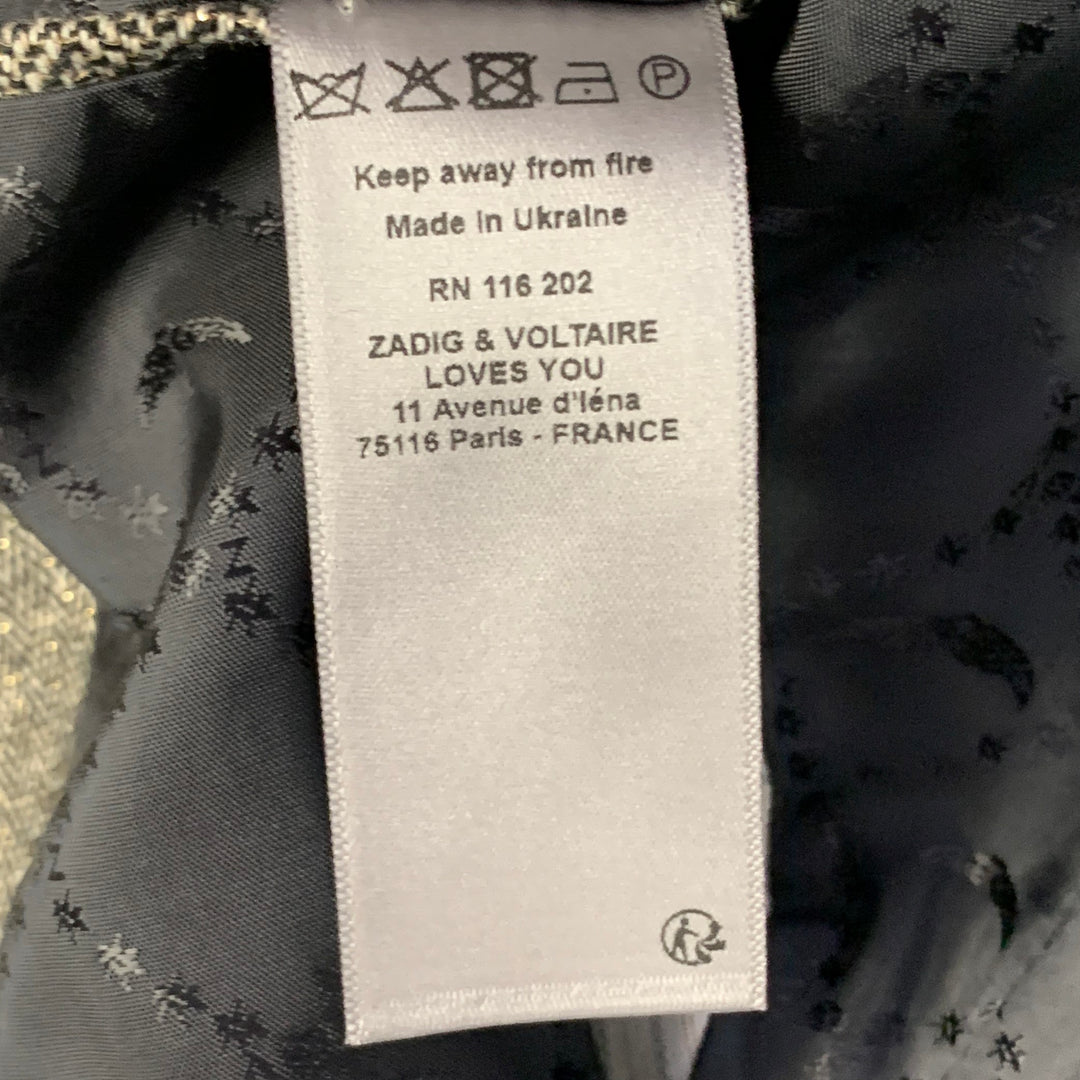 P
Keep away from fire
Made In Ukraine
RN 116 202
ZADIG & VOLTAIRE
LOVES YOU
11 Avenue d'Iéna
75116 Paris - FRANCE